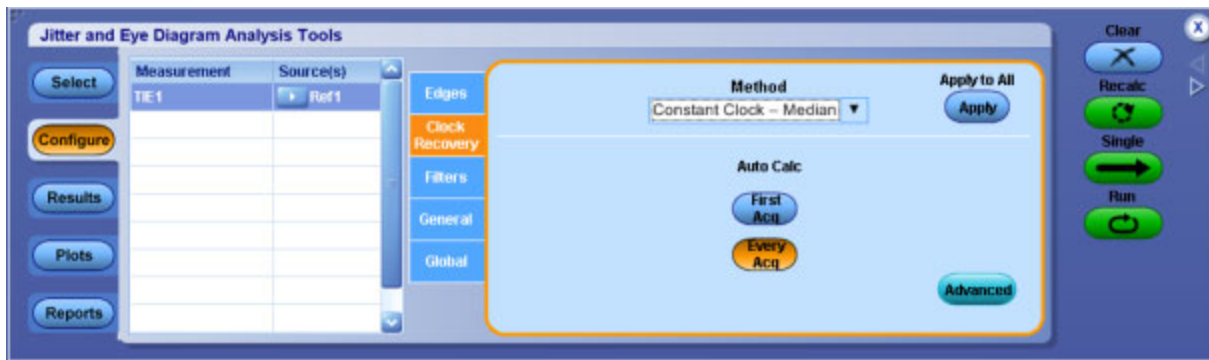 Jitter and Eye Diagram Analysis Tools
Clear
X
Select
Measurement Source(s)
TIE1 Ref1
Edges
Method
Apply to All
Constant Clock – Median
Apply
Recalc
Configure
Clock
Recovery
Single
Filters
Auto Calc
Results
First
Acq
Run
General
Plots
Global
Every
Acq
Advanced
Reports